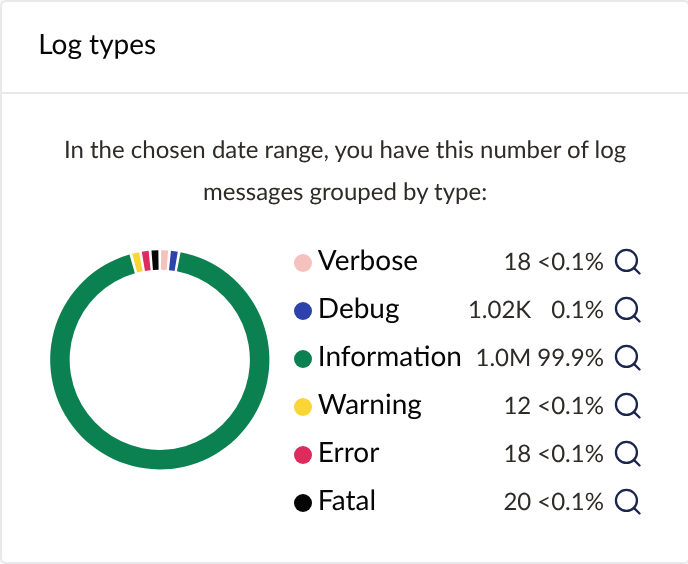 Log types
In the chosen date range, you have this number of log
messages grouped by type:
Verbose 18 <0.1%
Debug 1.02K 0.1%
Information 1.0M 99.9%
Warning 12 <0.1%
Error 18 <0.1%
Fatal 20 <0.1%